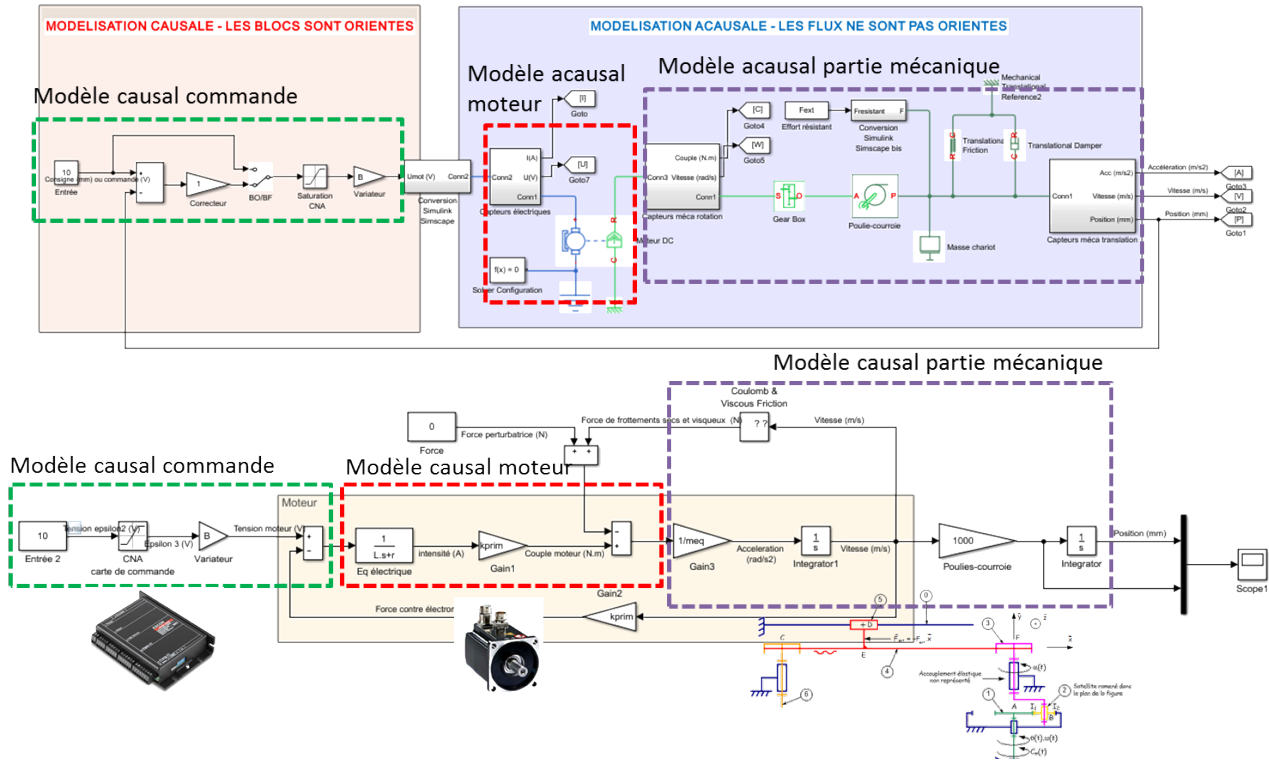 MODELISATION CAUSALE - LES BLOCS SONT ORIENTES
MODELISATION ACAUSALE - LES FLUX NE SONT PAS ORIENTES
Modèle causal commande
Modèle acausal
moteur
Modèle acausal partie mécanique
10
Consigne (mm) ou commande (V)
Entrée
+
-
1
Correcteur
BO/BF
Saturation
CNA
B
Variateur
Umot (V)
Conn2
Conversion
Simulink
Simscape
Conn2
I(A)
U(V)
Conn1
Capteurs électriques
[I]
Goto
[U]
Goto7
f(x) = 0
Solver Configuration
+
R
C
Moteur DC
Conn3
Couple (N.m)
Vitesse (rad/s)
Conn1
Capteurs méca rotation
[C]
Goto4
[W]
Goto5
Fext
Effort résistant
Fresistant
F
Conversion
Simulink
Simscape bis
S
O
Gear Box
A
P
Poulie-courroie
Masse chariot
Mechanical
Translational
Reference2
Translational
Friction
Translational Damper
Conn1
Acc (m/s2)
Vitesse (m/s)
Position (mm)
Capteurs méca translation
Accélération (m/s2)
[A]
Goto3
Vitesse (m/s)
[V]
Goto2
Position (mm)
[P]
Goto1
Modèle causal partie mécanique
Coulomb &
Viscous Friction
? ?
Vitesse (m/s)
Force de frottements secs et visqueux (N)
0
Force
Force perturbatrice (N)
+ +
Modèle causal commande
Modèle causal moteur
Moteur
10
Entrée 2
Tension epsilon2 (V)
CNA
carte de commande
Epsilon 3 (V)
B
Variateur
Tension moteur (V)
+
-
1
L.s+r
Eq électrique
intensité (A)
kprim
Gain1
Couple moteur (N.m)
-
+
Gain2
1/meq
Gain3
Acceleration
(rad/s2)
1
s
Integrator1
Vitesse (m/s)
1000
Poulies-courroie
1
s
Integrator
Position (mm)
Scope1
Force contre électror
kprim
5
0
+ D
C
E
4
6
3
F
y
z
x
α(t)
Accouplement élastique
non représenté
1
2
Satellite ramené dans
le plan de la figure
A
B
θ(t),ω(t)